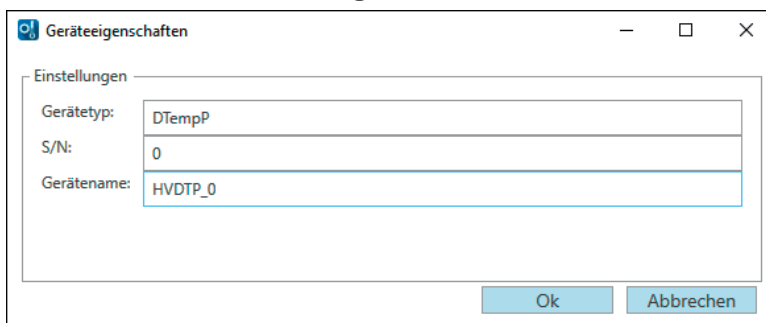 Geräteeigenschaften
Einstellungen
Gerätetyp: DTempP
S/N: 0
Gerätename: HVDTP_0
Ok Abbrechen